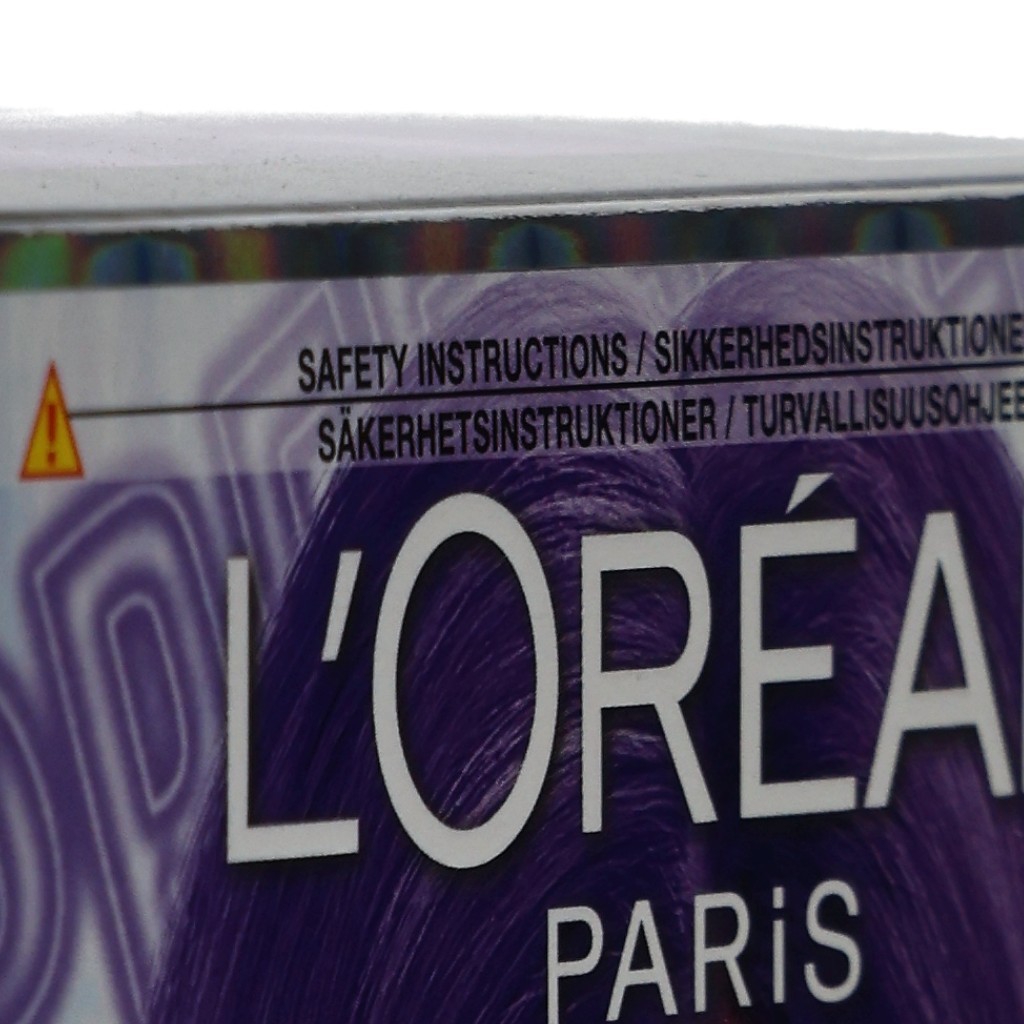 SAFETY INSTRUCTIONS / SIKKERHEDSINSTRUKTIONE
SÄKERHETSINSTRUKTIONER / TURVALLISUUSOHJEE
L'ORÉA
PARiS